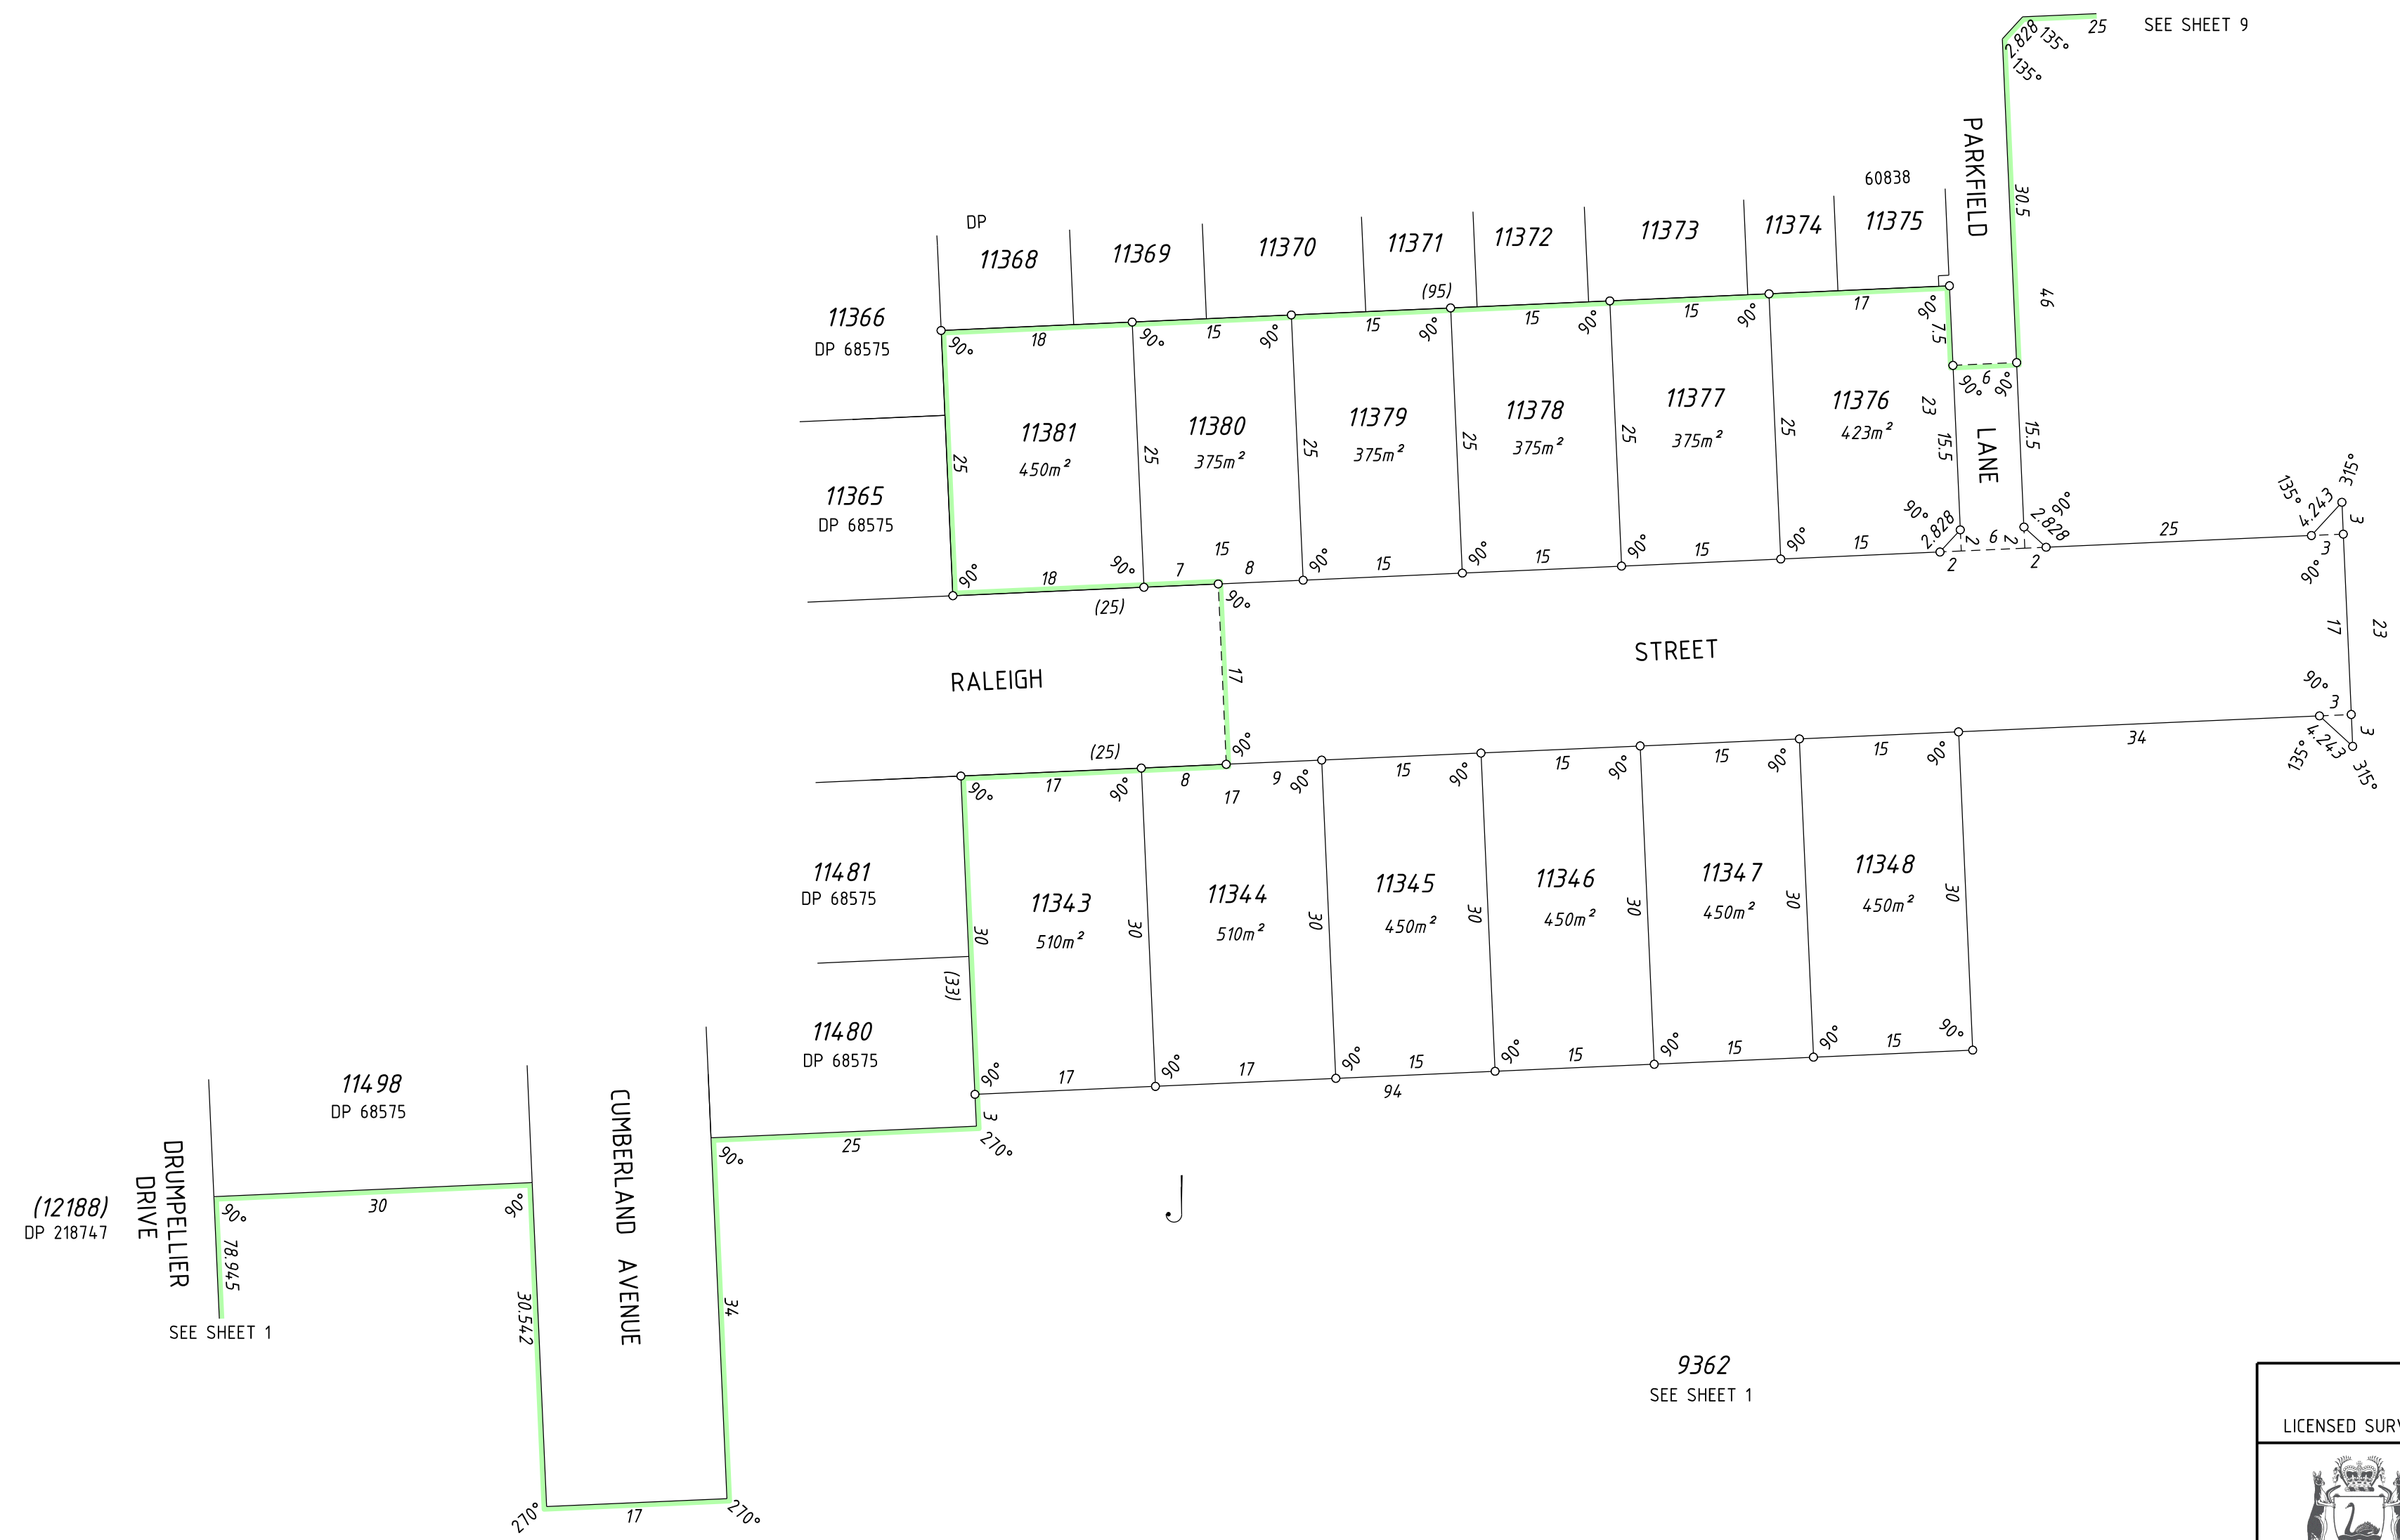 25 SEE SHEET 9
2.828
135°
135°
PARKFIELD
30.5
46
60838
DP
11368 11369 11370 11371 11372 11373 11374 11375
(95)
11366
DP 68575
90° 18 90° 15 90° 15 90° 15 90° 15 90° 17 90°
7.5
90° 6 90°
23
15.5
LANE
15.5
11381
450m²
11380
375m²
11379
375m²
11378
375m²
11377
375m²
11376
423m²
25 25 25 25 25 25
11365
DP 68575
90° 2.828 2 6 2 2.828 90°
2 2
25
135° 4.243 315°
3
3
90°
90° 18 90° 7 15 8 90° 15 90° 15 90° 15 90° 15
(25)
90°
17
RALEIGH STREET
17
23
90°
3
3
4.243
135°
315°
(25)
90°
90° 17 90° 8 17 9 90° 15 90° 15 90° 15 90° 15 90° 34
11481
DP 68575
11343
510m²
11344
510m²
11345
450m²
11346
450m²
11347
450m²
11348
450m²
30 30 30 30 30 30 30
(33)
11480
DP 68575
90° 17 90° 17 90° 15 90° 15 90° 15 90° 15 90°
94
3
270°
25
90°
11498
DP 68575
CUMBERLAND AVENUE
DRUMPELLIER
DRIVE
(12188)
DP 218747
90° 30 90°
78.945
SEE SHEET 1
30.542
34
J
270° 17 270°
9362
SEE SHEET 1
LICENSED SURV